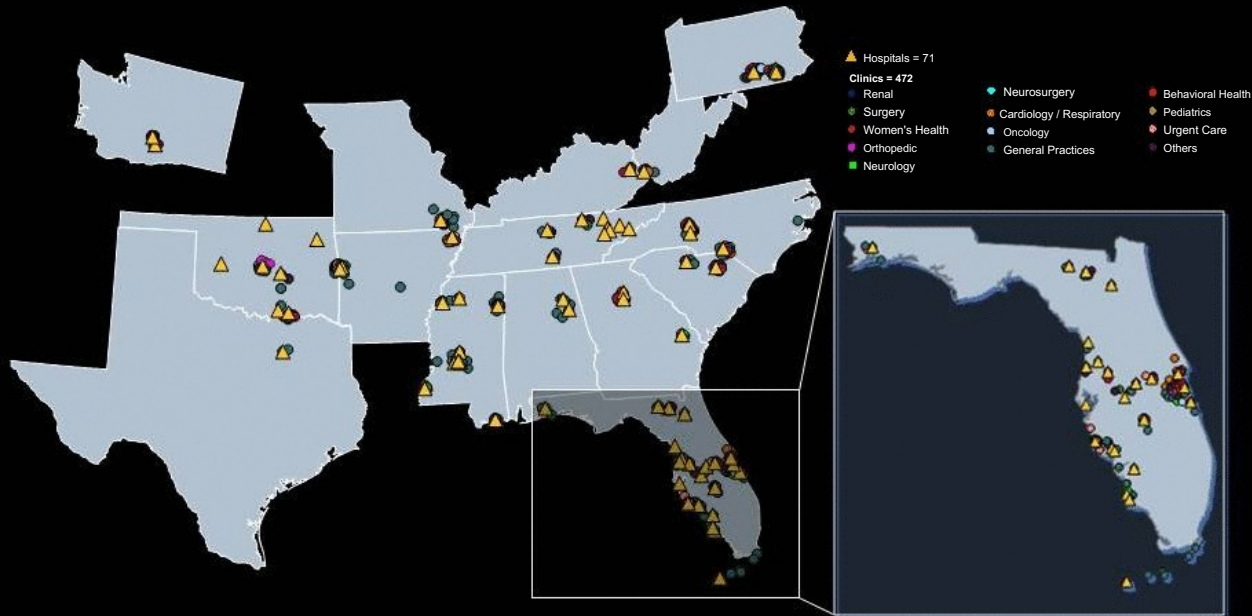 Hospitals = 71
Clinics = 472
Renal
Surgery
Women's Health
Orthopedic
Neurology
Neurosurgery
Cardiology / Respiratory
Oncology
General Practices
Behavioral Health
Pediatrics
Urgent Care
Others